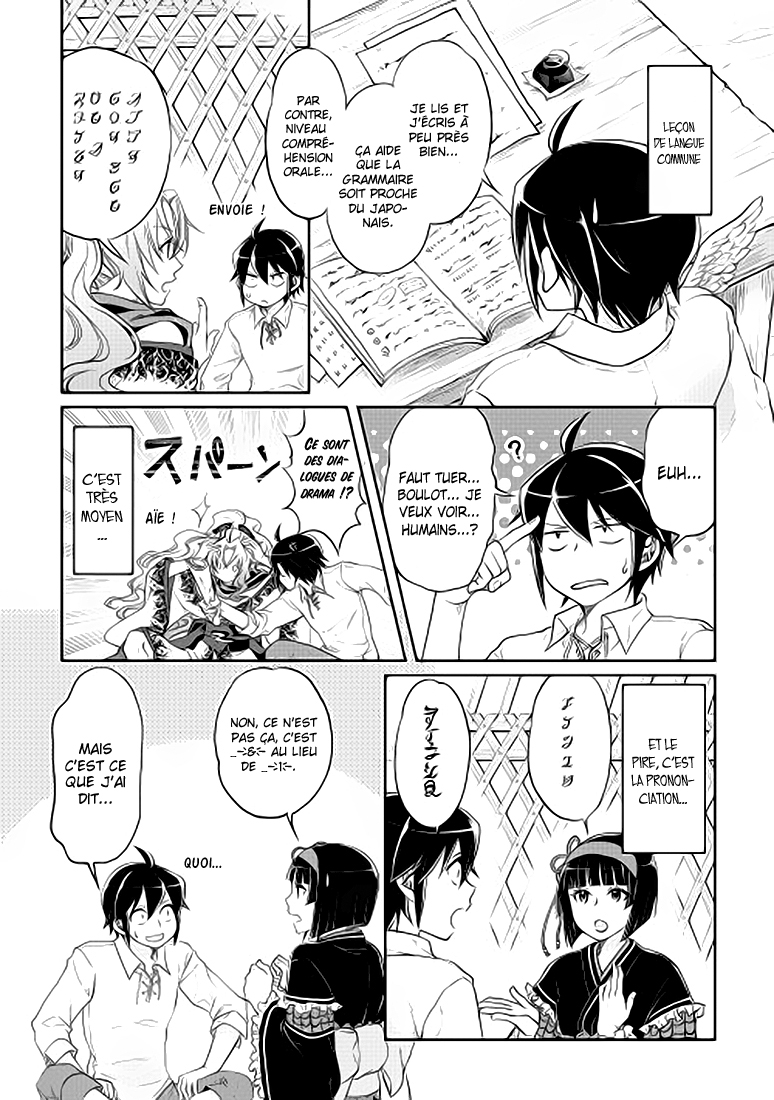 LEÇON
DE LANGUE
COMMUNE
JE LIS ET
J'ÉCRIS À
PEU PRÈS
BIEN...
ÇA AIDE
QUE LA
GRAMMAIRE
SOIT PROCHE
DU JAPO-
NAIS.
PAR
CONTRE,
NIVEAU
COMPRÉ-
HENSION
ORALE...
ENVOIE !
EUH...
?
FAUT TUER...
BOULOT... JE
VEUX VOIR...
HUMAINS...?
CE SONT
DES DIA-
LOGUES DE
DRAMA !?
スパーン
AÏE !
C'EST
TRÈS
MOYEN
...
ET LE
PIRE, C'EST
LA PRONON-
CIATION...
NON, CE N'EST
PAS ÇA, C'EST
AU LIEU
DE
QUOI...
MAIS
C'EST CE
QUE J'AI
DIT...